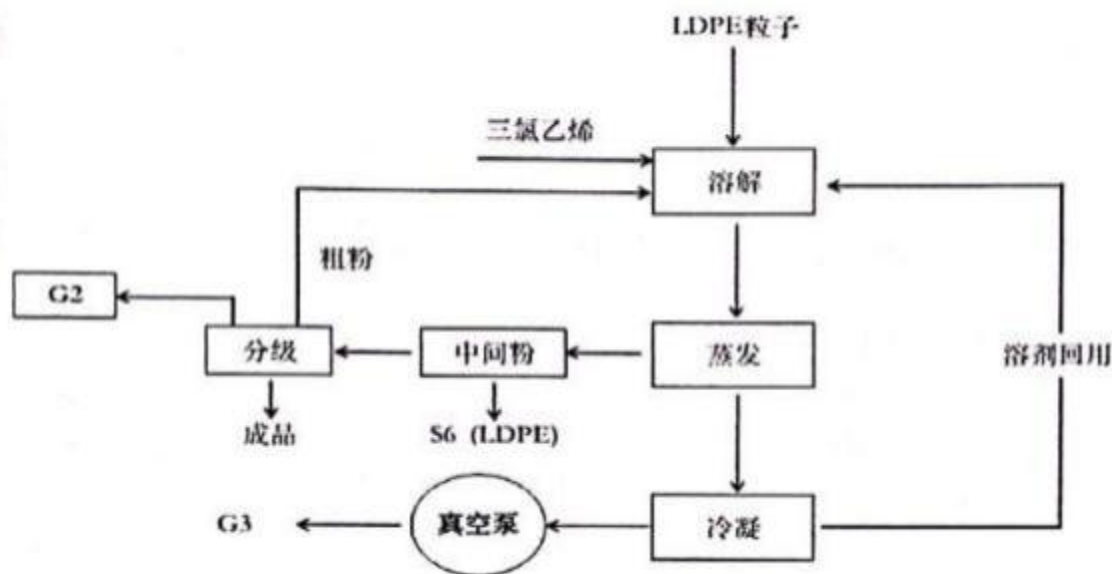 LDPE粒子
三氯乙烯
溶解
粗粉
G2
分级
中间粉
蒸发
溶剂回用
成品
S6 (LDPE)
G3
真空泵
冷凝